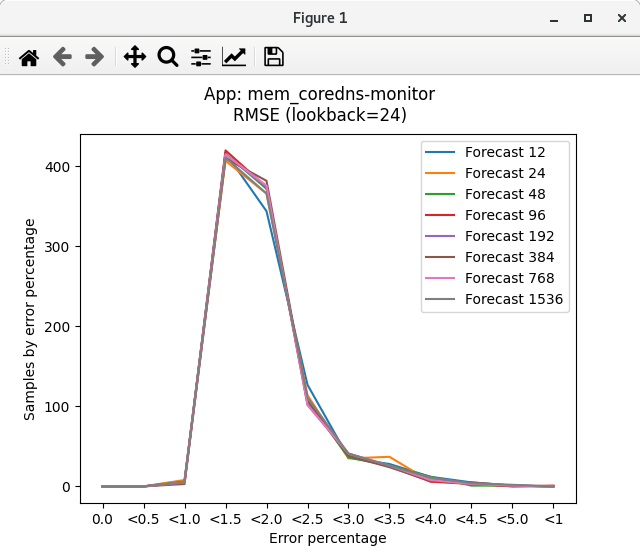 Figure 1
App: mem_coredns-monitor
RMSE (lookback=24)
Samples by error percentage
400
300
200
100
0
Forecast 12
Forecast 24
Forecast 48
Forecast 96
Forecast 192
Forecast 384
Forecast 768
Forecast 1536
0.0 <0.5 <1.0 <1.5 <2.0 <2.5 <3.0 <3.5 <4.0 <4.5 <5.0 <1
Error percentage